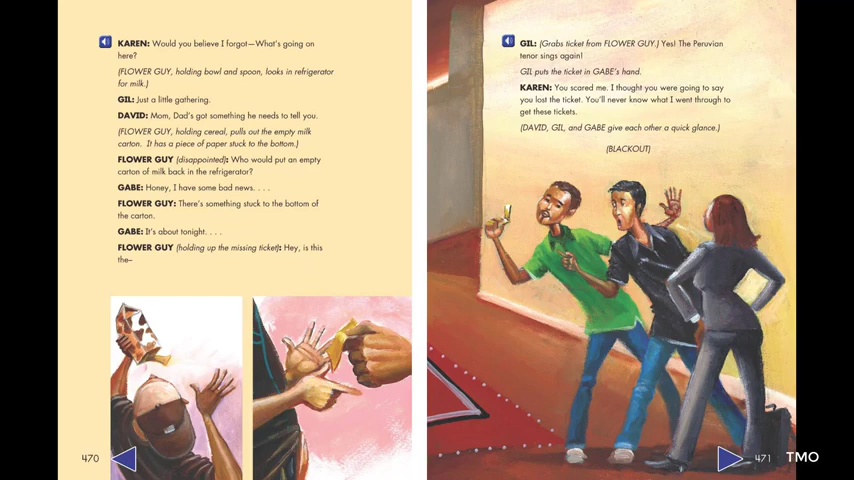 KAREN: Would you believe I forgot—What's going on
here?
(FLOWER GUY, holding bowl and spoon, looks in refrigerator
for milk.)
GIL: Just a little gathering.
DAVID: Mom, Dad's got something he needs to tell you.
(FLOWER GUY, holding cereal, pulls out the empty milk
carton. It has a piece of paper stuck to the bottom.)
FLOWER GUY (disappointed): Who would put an empty
carton of milk back in the refrigerator?
GABE: Honey, I have some bad news. . . .
FLOWER GUY: There's something stuck to the bottom of
the carton.
GABE: It's about tonight. . . .
FLOWER GUY (holding up the missing ticket): Hey, is this
the–
470
GIL: (Grabs ticket from FLOWER GUY.) Yes! The Peruvian
tenor sings again!
GIL puts the ticket in GABE's hand.
KAREN: You scared me. I thought you were going to say
you lost the ticket. You'll never know what I went through to
get these tickets.
(DAVID, GIL, and GABE give each other a quick glance.)
(BLACKOUT)
471
TMO